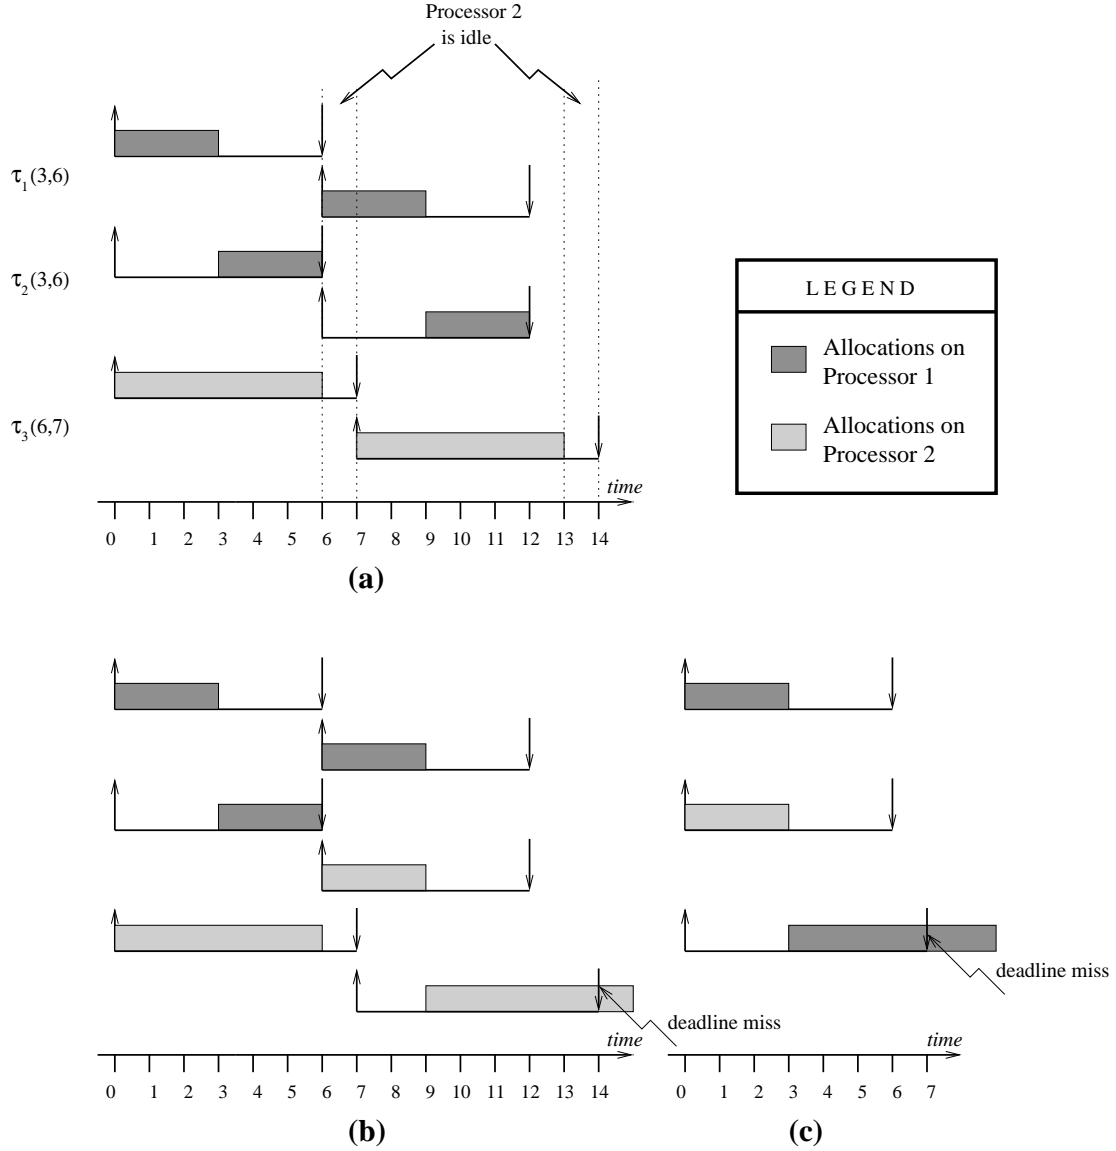 Processor 2
is idle
τ1(3,6)
τ2(3,6)
τ3(6,7)
time
0 1 2 3 4 5 6 7 8 9 10 11 12 13 14
(a)
LEGEND
Allocations on
Processor 1
Allocations on
Processor 2
deadline miss
time
0 1 2 3 4 5 6 7 8 9 10 11 12 13 14
(b)
deadline miss
time
0 1 2 3 4 5 6 7
(c)